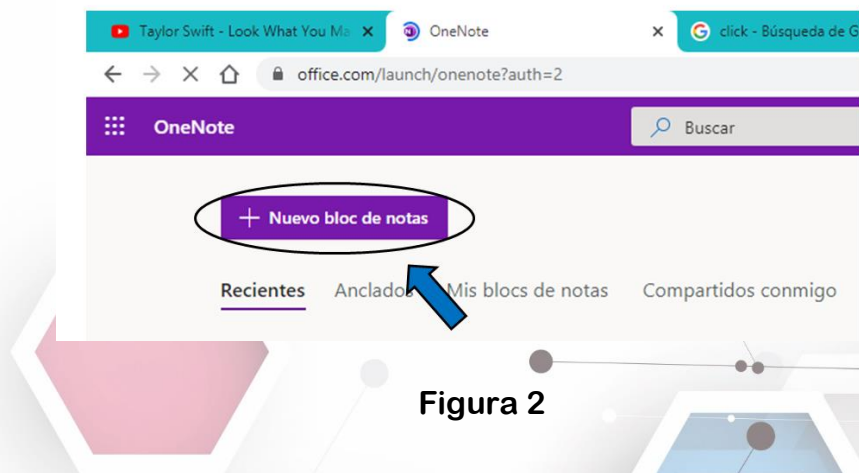 Taylor Swift - Look What You Ma
OneNote
click - Búsqueda de G
office.com/launch/onenote?auth=2
OneNote
Buscar
+ Nuevo bloc de notas
Recientes Anclados Mis blocs de notas Compartidos conmigo
Figura 2